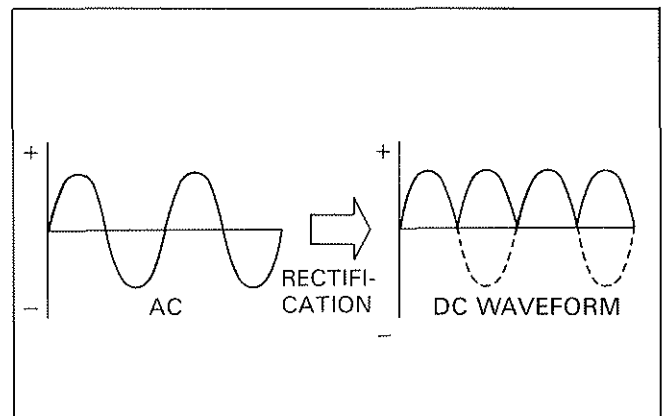 +
−
AC
RECTIFI-
CATION
+
−
DC WAVEFORM